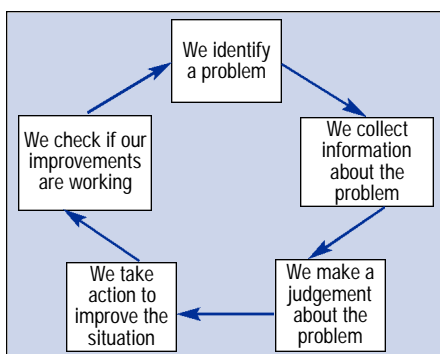 We identify
a problem
We collect
information
about the
problem
We make a
judgement
about the
problem
We take
action to
improve the
situation
We check if our
improvements
are working